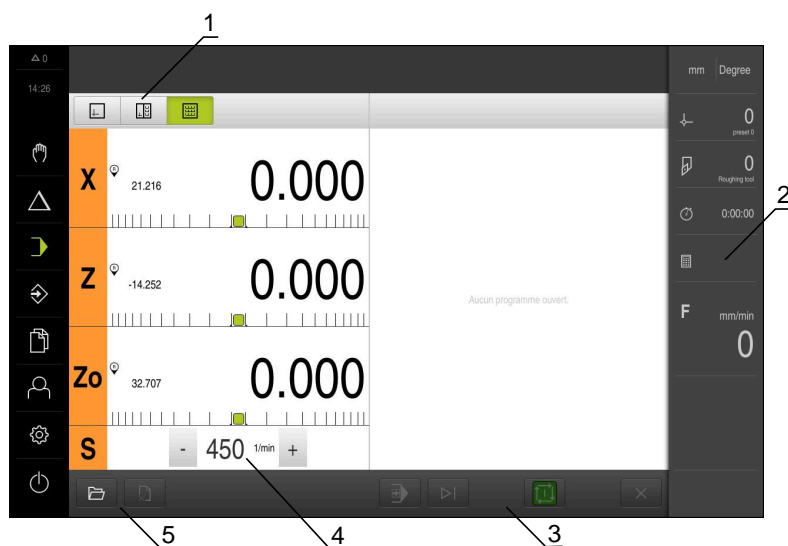 1
0
14:26
mm Degree
0
preset 0
0
Roughing tool
2
0:00:00
F mm/min
0
X R 21.216 0.000
Z R -14.252 0.000
Aucun programme ouvert.
Zo R 32.707 0.000
S - 450 1/min +
5
4
3